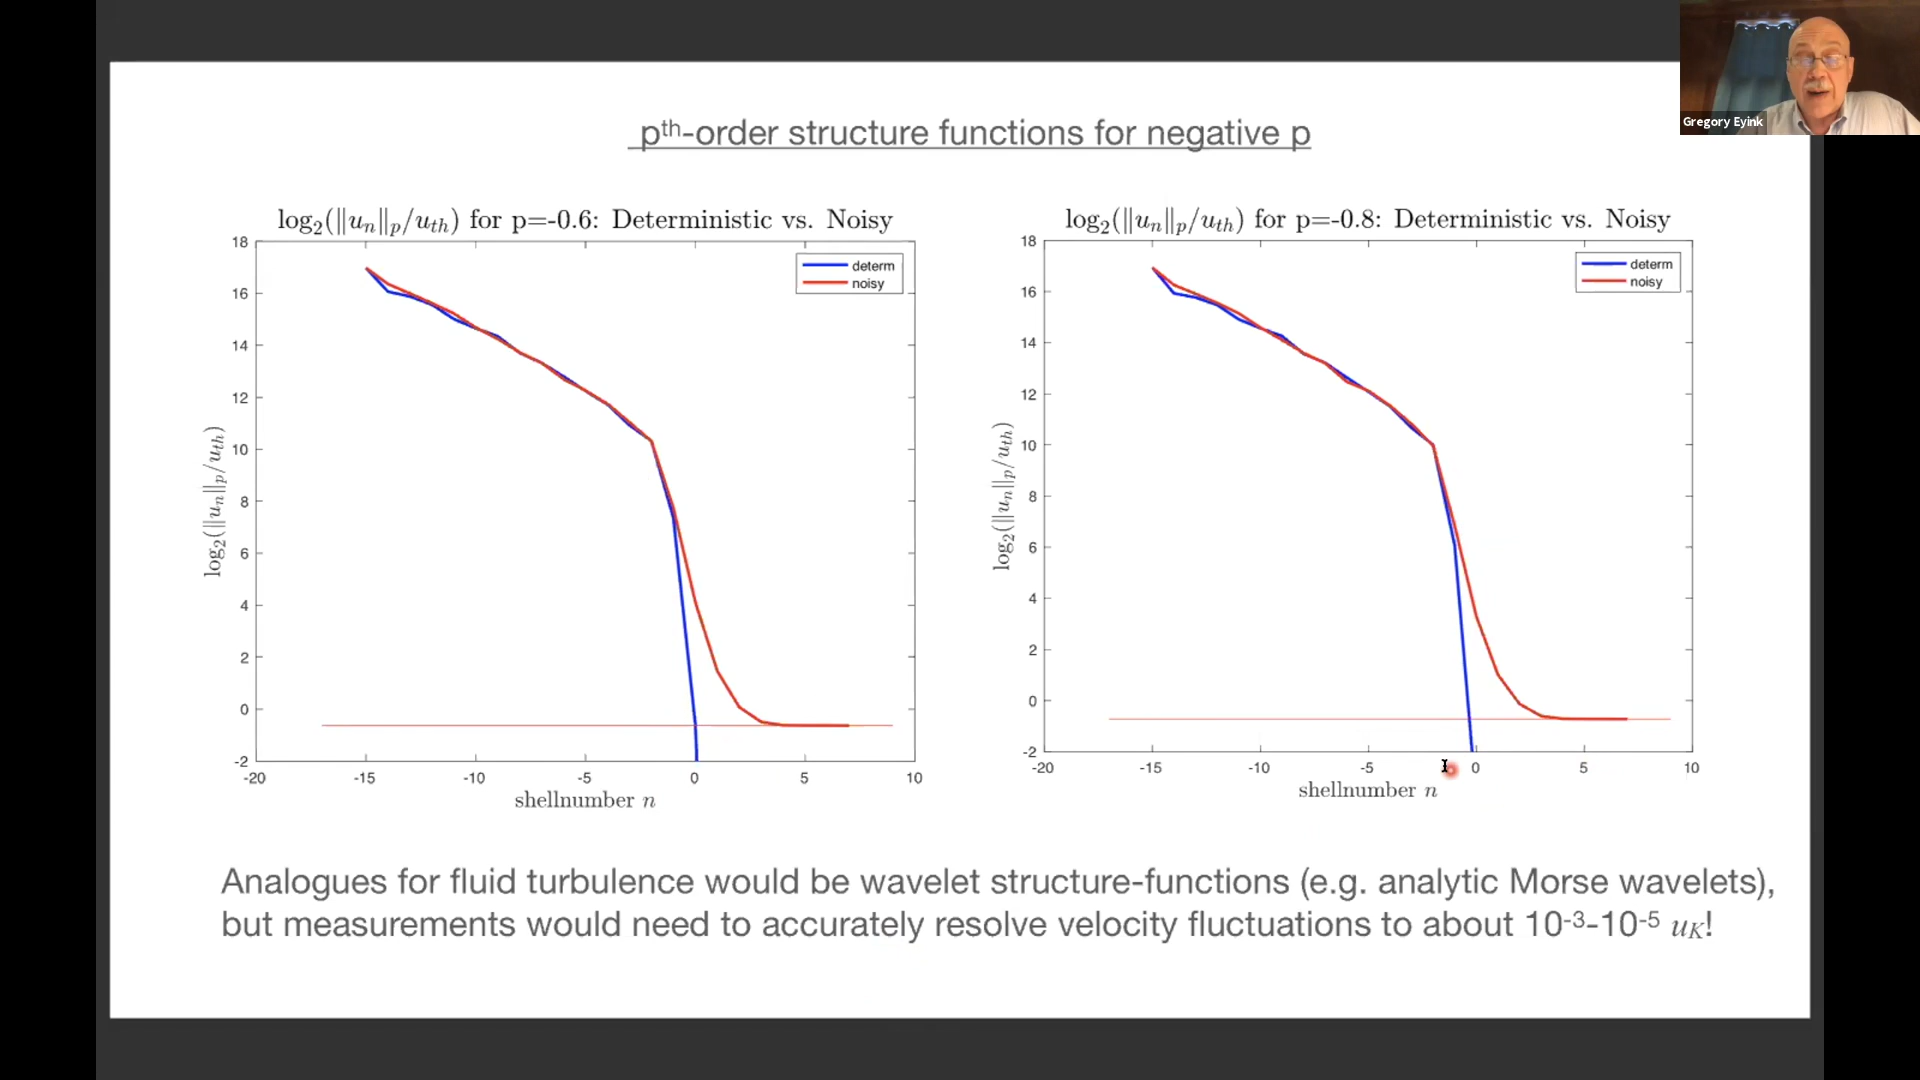 Gregory Eyink
pth-order structure functions for negative p
log2(‖un‖p/uth) for p=-0.6: Deterministic vs. Noisy
determ
noisy
18
16
14
12
10
8
6
4
2
0
-2
-20
-15
-10
-5
0
5
10
log2(‖un‖p/uth)
shellnumber n
log2(‖un‖p/uth) for p=-0.8: Deterministic vs. Noisy
determ
noisy
18
16
14
12
10
8
6
4
2
0
-2
-20
-15
-10
-5
0
5
10
log2(‖un‖p/uth)
shellnumber n
Analogues for fluid turbulence would be wavelet structure-functions (e.g. analytic Morse wavelets),
but measurements would need to accurately resolve velocity fluctuations to about 10-3-10-5 uK!